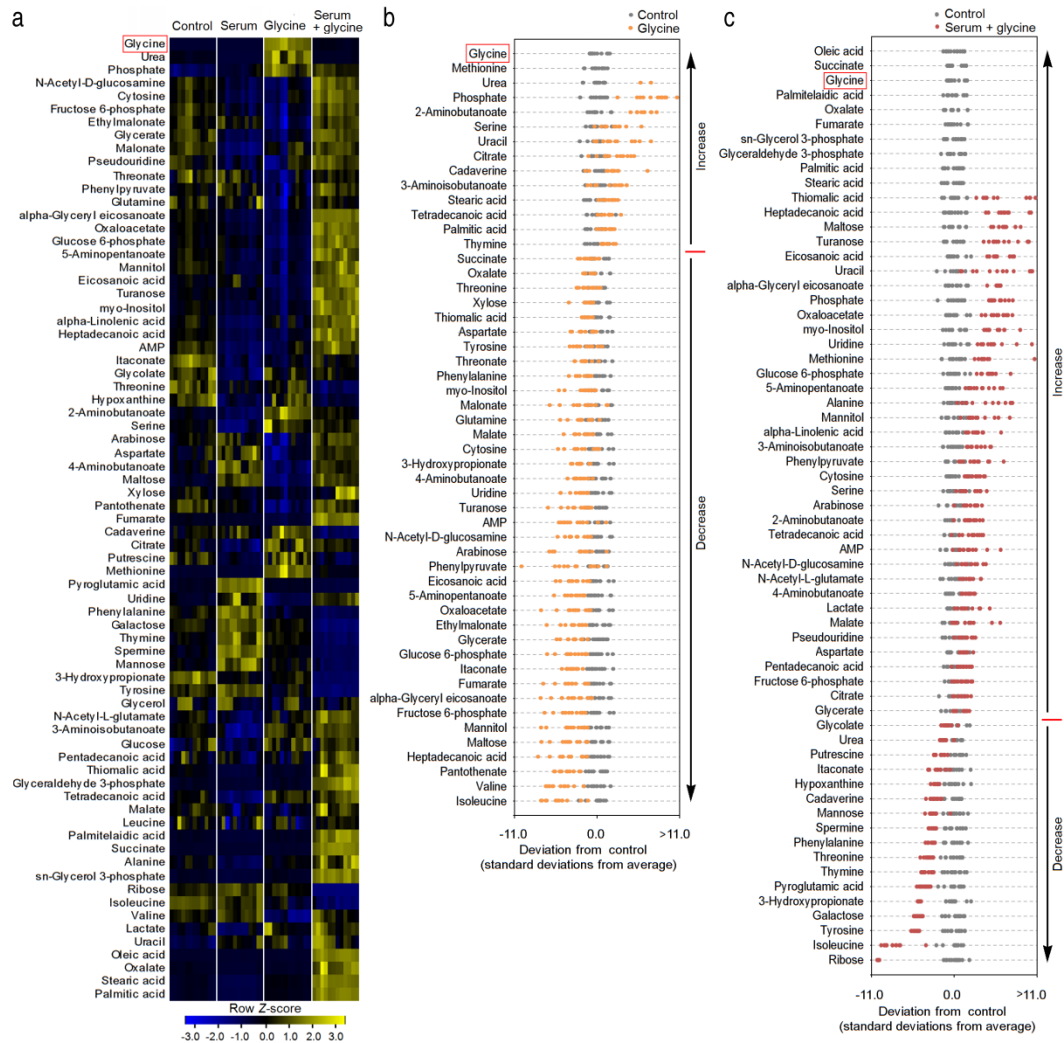 a
Control
Serum
Glycine
Serum
+ glycine
Glycine
Urea
Phosphate
N-Acetyl-D-glucosamine
Cytosine
Fructose 6-phosphate
Ethylmalonate
Glycerate
Malonate
Pseudouridine
Threonate
Phenylpyruvate
Glutamine
alpha-Glyceryl eicosanoate
Oxaloacetate
Glucose 6-phosphate
5-Aminopentanoate
Mannitol
Eicosanoic acid
Turanose
myo-Inositol
alpha-Linolenic acid
Heptadecanoic acid
AMP
Itaconate
Glycolate
Threonine
Hypoxanthine
2-Aminobutanoate
Serine
Arabinose
Aspartate
4-Aminobutanoate
Maltose
Xylose
Pantothenate
Fumarate
Cadaverine
Citrate
Putrescine
Methionine
Pyroglutamic acid
Uridine
Phenylalanine
Galactose
Thymine
Spermine
Mannose
3-Hydroxypropionate
Tyrosine
Glycerol
N-Acetyl-L-glutamate
3-Aminoisobutanoate
Glucose
Pentadecanoic acid
Thiomalic acid
Glyceraldehyde 3-phosphate
Tetradecanoic acid
Malate
Leucine
Palmitelaidic acid
Succinate
Alanine
sn-Glycerol 3-phosphate
Ribose
Isoleucine
Valine
Lactate
Uracil
Oleic acid
Oxalate
Stearic acid
Palmitic acid
Row Z-score
-3.0 -2.0 -1.0 0.0 1.0 2.0 3.0
b
Control
Glycine
Glycine
Methionine
Urea
Phosphate
2-Aminobutanoate
Serine
Uracil
Citrate
Cadaverine
3-Aminoisobutanoate
Stearic acid
Tetradecanoic acid
Palmitic acid
Thymine
Succinate
Oxalate
Threonine
Xylose
Thiomalic acid
Aspartate
Tyrosine
Threonate
Phenylalanine
myo-Inositol
Malonate
Glutamine
Malate
Cytosine
3-Hydroxypropionate
4-Aminobutanoate
Uridine
Turanose
AMP
N-Acetyl-D-glucosamine
Arabinose
Phenylpyruvate
Eicosanoic acid
5-Aminopentanoate
Oxaloacetate
Ethylmalonate
Glycerate
Glucose 6-phosphate
Itaconate
Fumarate
alpha-Glyceryl eicosanoate
Fructose 6-phosphate
Mannitol
Maltose
Heptadecanoic acid
Pantothenate
Valine
Isoleucine
Increase
Decrease
-11.0 0.0 >11.0
Deviation from control
(standard deviations from average)
c
Control
Serum + glycine
Oleic acid
Succinate
Glycine
Palmitelaidic acid
Oxalate
Fumarate
sn-Glycerol 3-phosphate
Glyceraldehyde 3-phosphate
Palmitic acid
Stearic acid
Thiomalic acid
Heptadecanoic acid
Maltose
Turanose
Eicosanoic acid
Uracil
alpha-Glyceryl eicosanoate
Phosphate
Oxaloacetate
myo-Inositol
Uridine
Methionine
Glucose 6-phosphate
5-Aminopentanoate
Alanine
Mannitol
alpha-Linolenic acid
3-Aminoisobutanoate
Phenylpyruvate
Cytosine
Serine
Arabinose
2-Aminobutanoate
Tetradecanoic acid
AMP
N-Acetyl-D-glucosamine
N-Acetyl-L-glutamate
4-Aminobutanoate
Lactate
Malate
Pseudouridine
Aspartate
Pentadecanoic acid
Fructose 6-phosphate
Citrate
Glycerate
Glycolate
Urea
Putrescine
Itaconate
Hypoxanthine
Cadaverine
Mannose
Spermine
Phenylalanine
Threonine
Thymine
Pyroglutamic acid
3-Hydroxypropionate
Galactose
Tyrosine
Isoleucine
Ribose
Increase
Decrease
-11.0 0.0 >11.0
Deviation from control
(standard deviations from average)